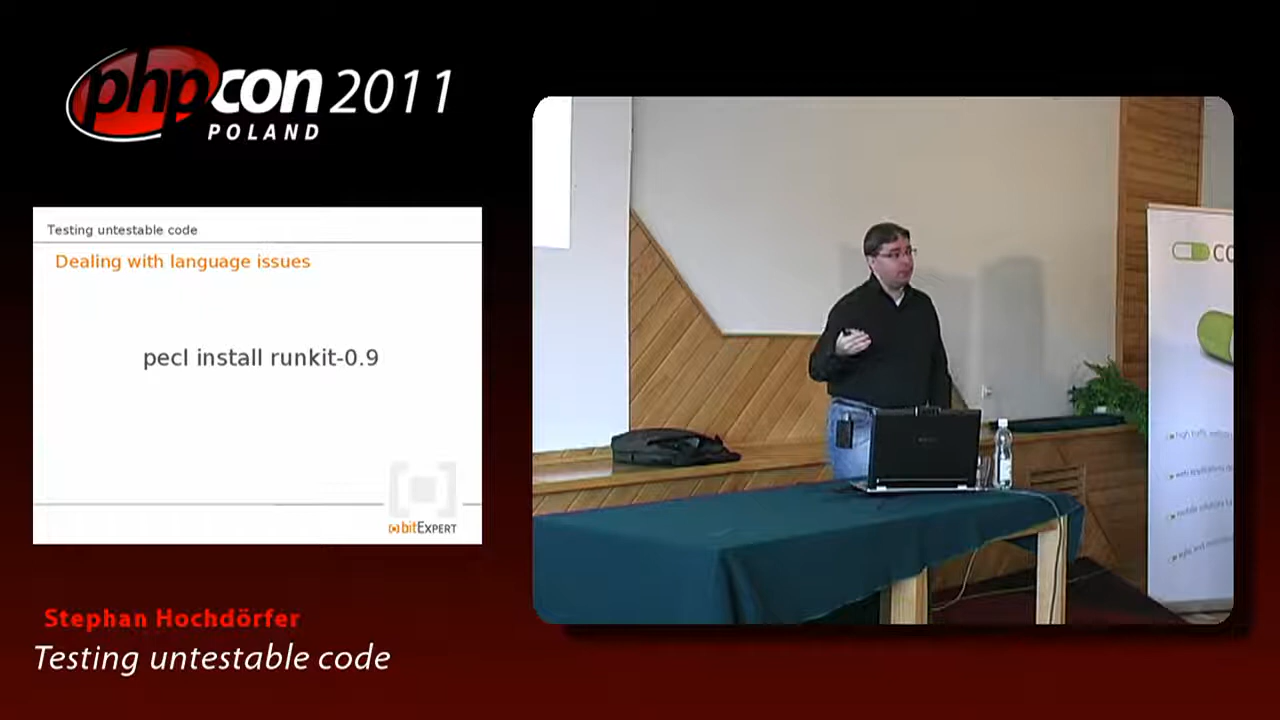 phpcon 2011
POLAND
Testing untestable code
Dealing with language issues
pecl install runkit-0.9
bitExpert
Stephan Hochdörfer
Testing untestable code
CO